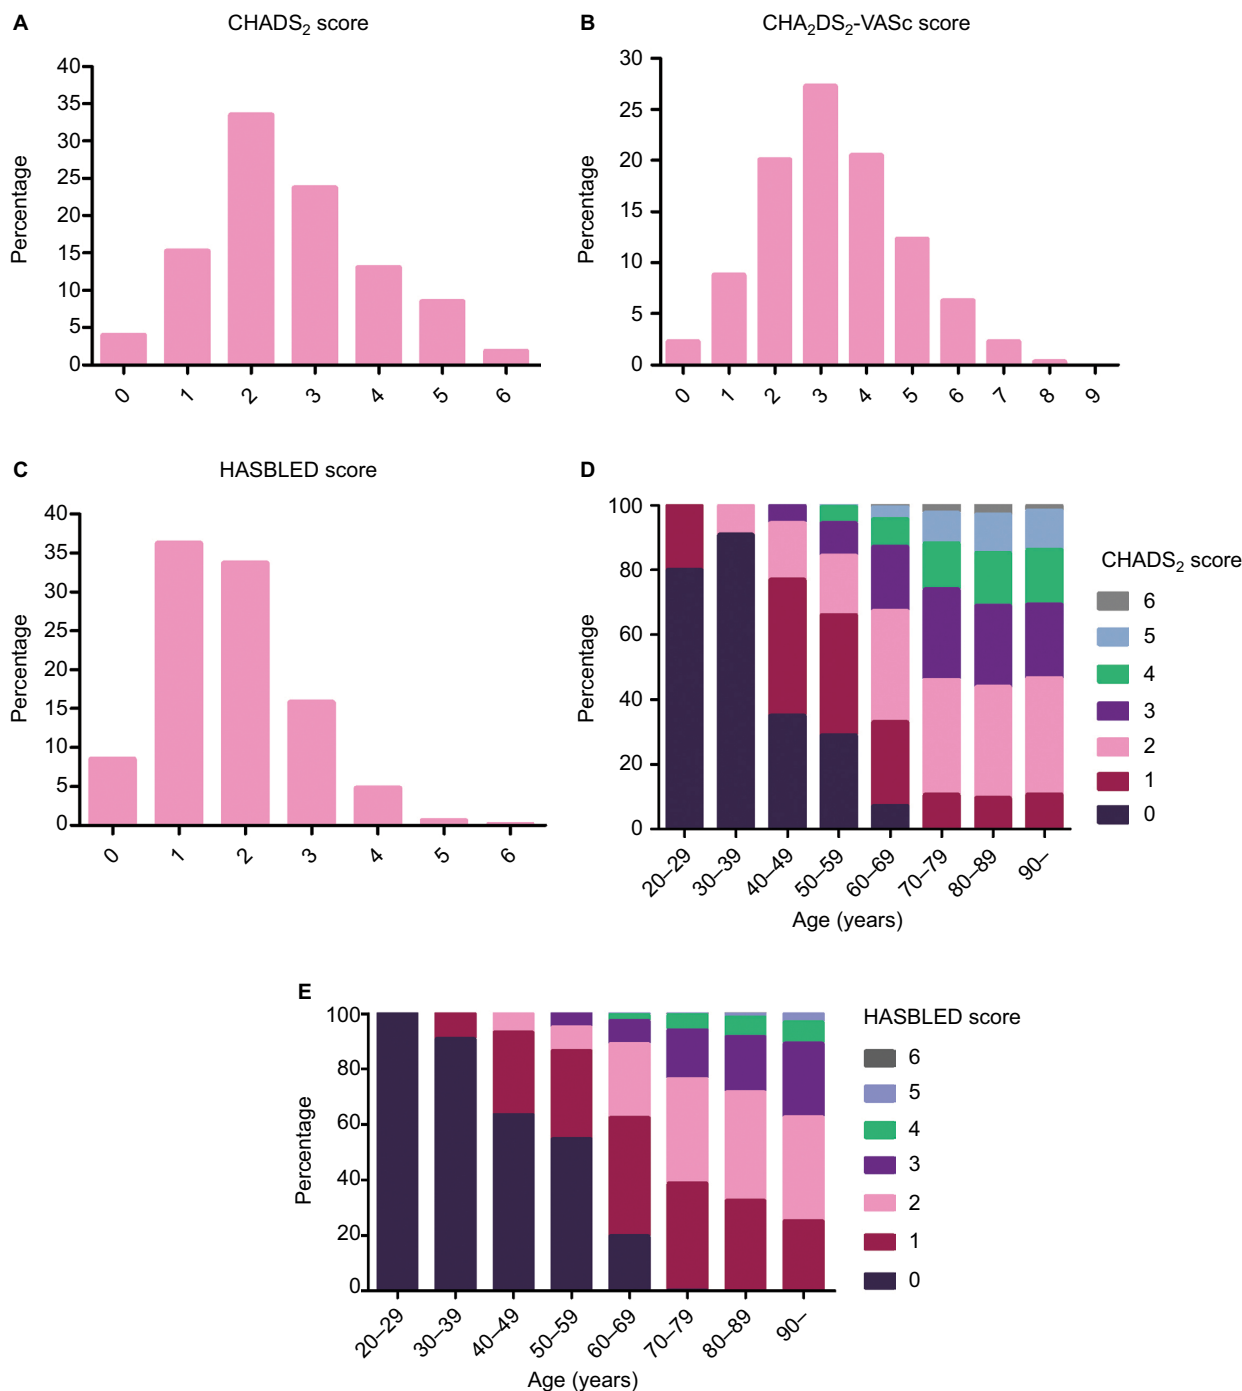 A
CHADS₂ score
Percentage
40
35
30
25
20
15
10
5
0
0 1 2 3 4 5 6
B
CHA₂DS₂-VASc score
Percentage
30
25
20
15
10
5
0
0 1 2 3 4 5 6 7 8 9
C
HASBLED score
Percentage
40
35
30
25
20
15
10
5
0
0 1 2 3 4 5 6
D
Percentage
100
80
60
40
20
0
20–29 30–39 40–49 50–59 60–69 70–79 80–89 90–
Age (years)
CHADS₂ score
6
5
4
3
2
1
0
E
Percentage
100
80
60
40
20
0
20–29 30–39 40–49 50–59 60–69 70–79 80–89 90–
Age (years)
HASBLED score
6
5
4
3
2
1
0